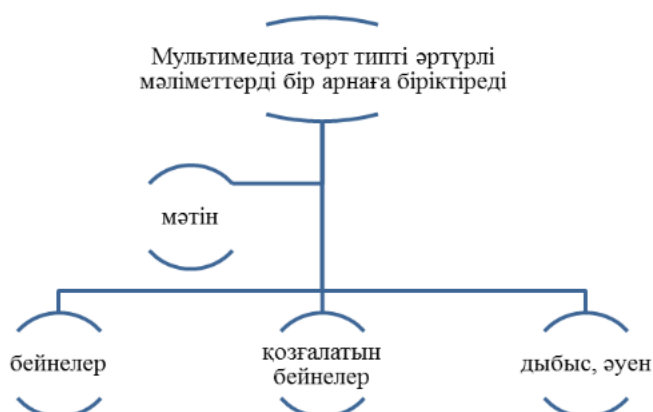 Мультимедиа төрт типті әртүрлі
мәліметтерді бір арнаға біріктіреді
мәтін
бейнелер
қозғалатын
бейнелер
дыбыс, әуен